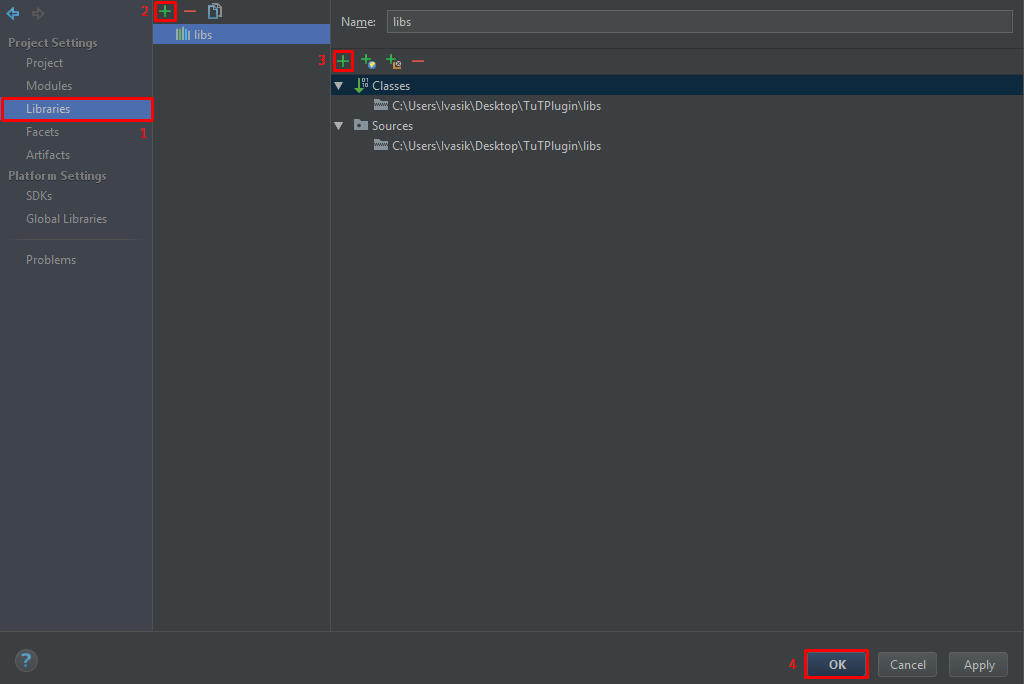 2
Project Settings
Project
Modules
Libraries
Facets
1
Artifacts
Platform Settings
SDKs
Global Libraries
Problems
libs
Name: libs
3
Classes
C:\Users\Ivasik\Desktop\TuTPlugin\libs
Sources
C:\Users\Ivasik\Desktop\TuTPlugin\libs
?
4
OK
Cancel
Apply